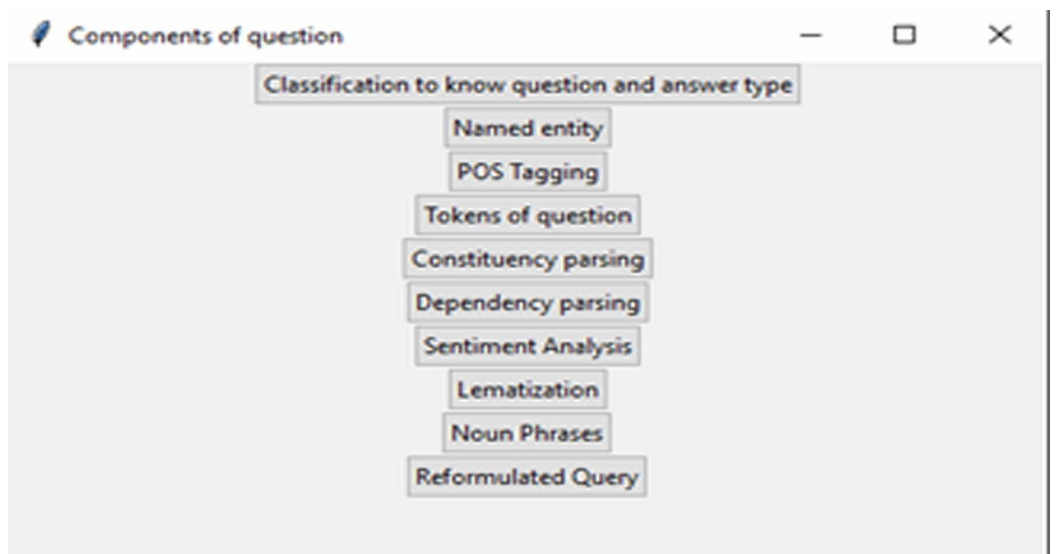 Components of question
Classification to know question and answer type
Named entity
POS Tagging
Tokens of question
Constituency parsing
Dependency parsing
Sentiment Analysis
Lematization
Noun Phrases
Reformulated Query